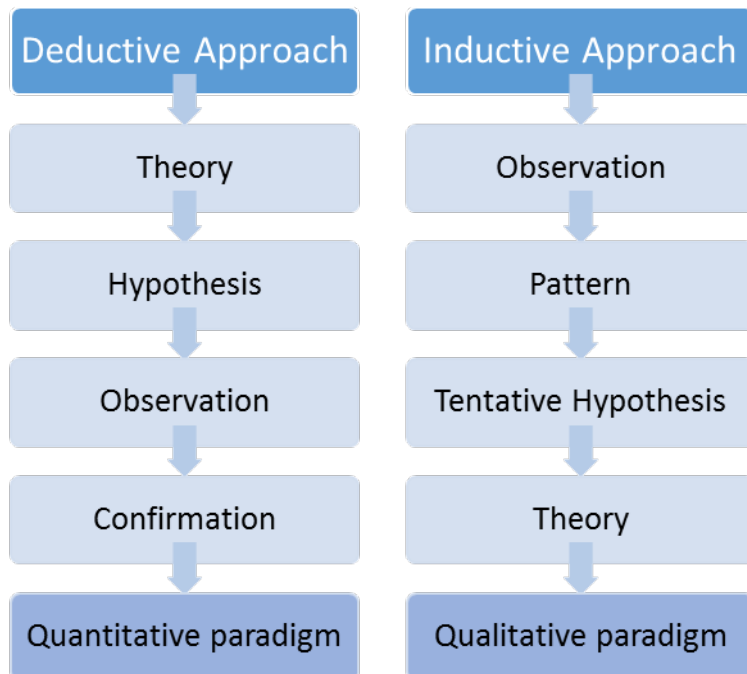 Deductive Approach
Theory
Hypothesis
Observation
Confirmation
Quantitative paradigm
Inductive Approach
Observation
Pattern
Tentative Hypothesis
Theory
Qualitative paradigm